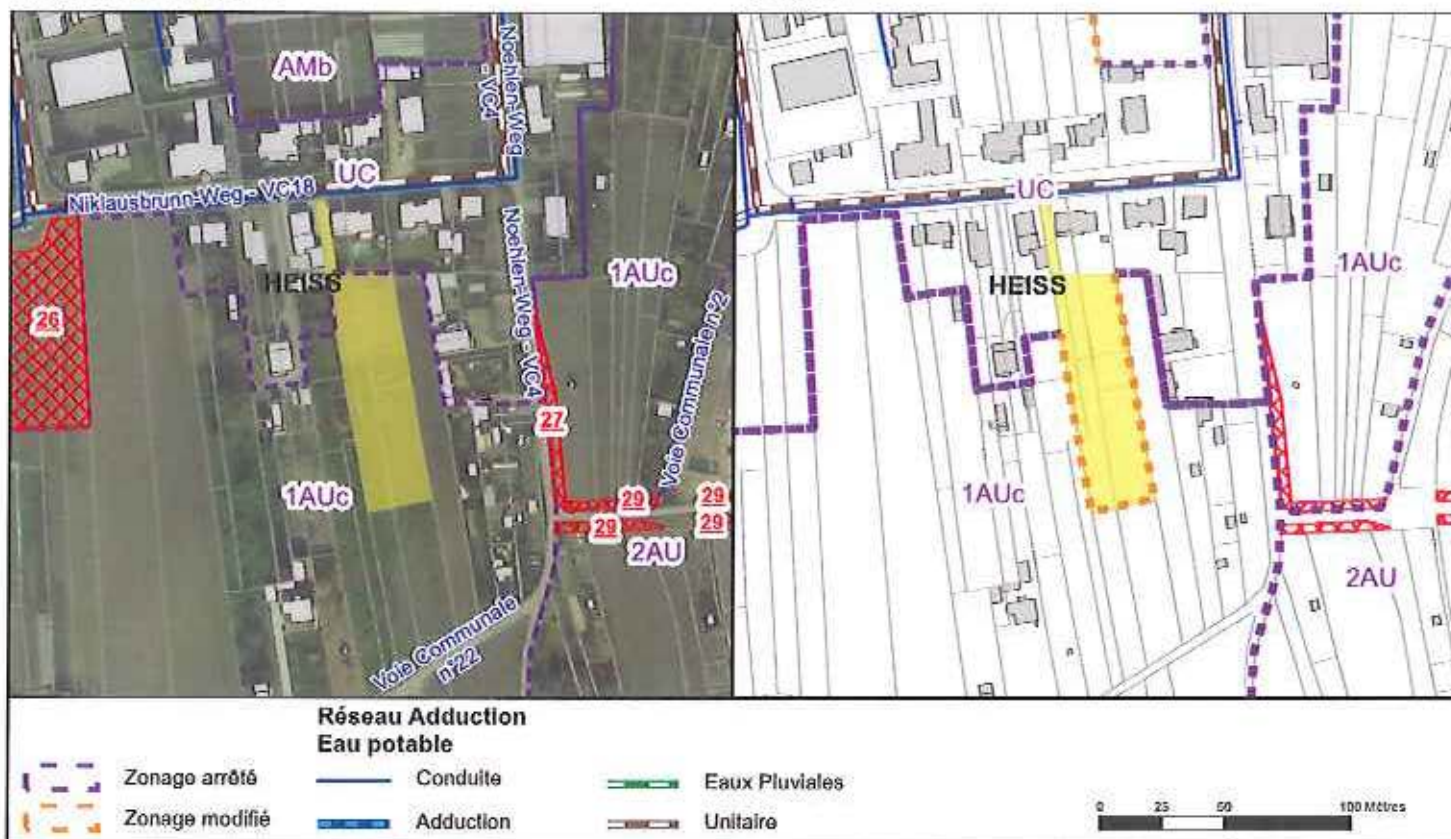 AMb
Noehlen-Weg
- VC4
UC
Niklausbrunn-Weg - VC18
Noehlen-Weg - VC4
1AUc
HEISS
26
Voie Communale n°2
27
1AUc
29
29
29
29
2AU
Voie Communale
n°22
UC
1AUc
HEISS
1AUc
2AU
Réseau Adduction
Eau potable
Zonage arrêté
Conduite
Eaux Pluviales
Zonage modifié
Adduction
Unitaire
0 25 50 100 Mètres